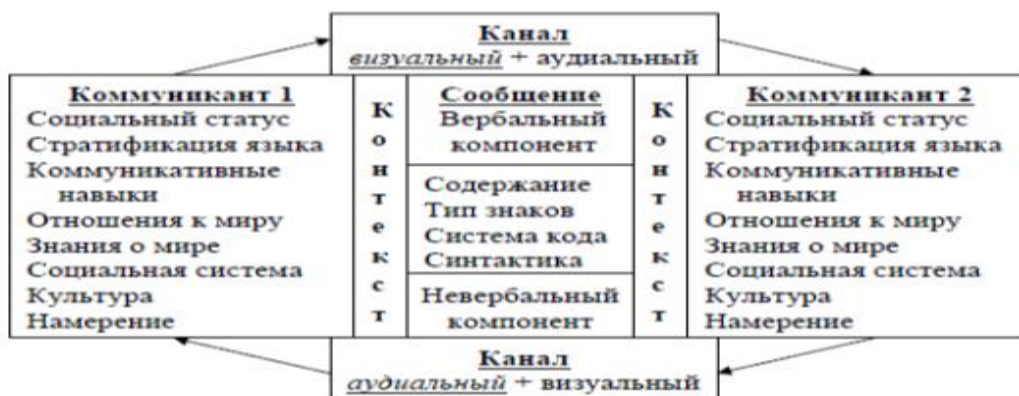 Канал
визуальный + аудиальный
Коммуникант 1
Социальный статус
Стратификация языка
Коммуникативные
навыки
Отношения к миру
Знания о мире
Социальная система
Культура
Намерение
Контекст
Сообщение
Вербальный
компонент
Содержание
Тип знаков
Система кода
Синтактика
Невербальный
компонент
Контекст
Коммуникант 2
Социальный статус
Стратификация языка
Коммуникативные
навыки
Отношения к миру
Знания о мире
Социальная система
Культура
Намерение
Канал
аудиальный + визуальный